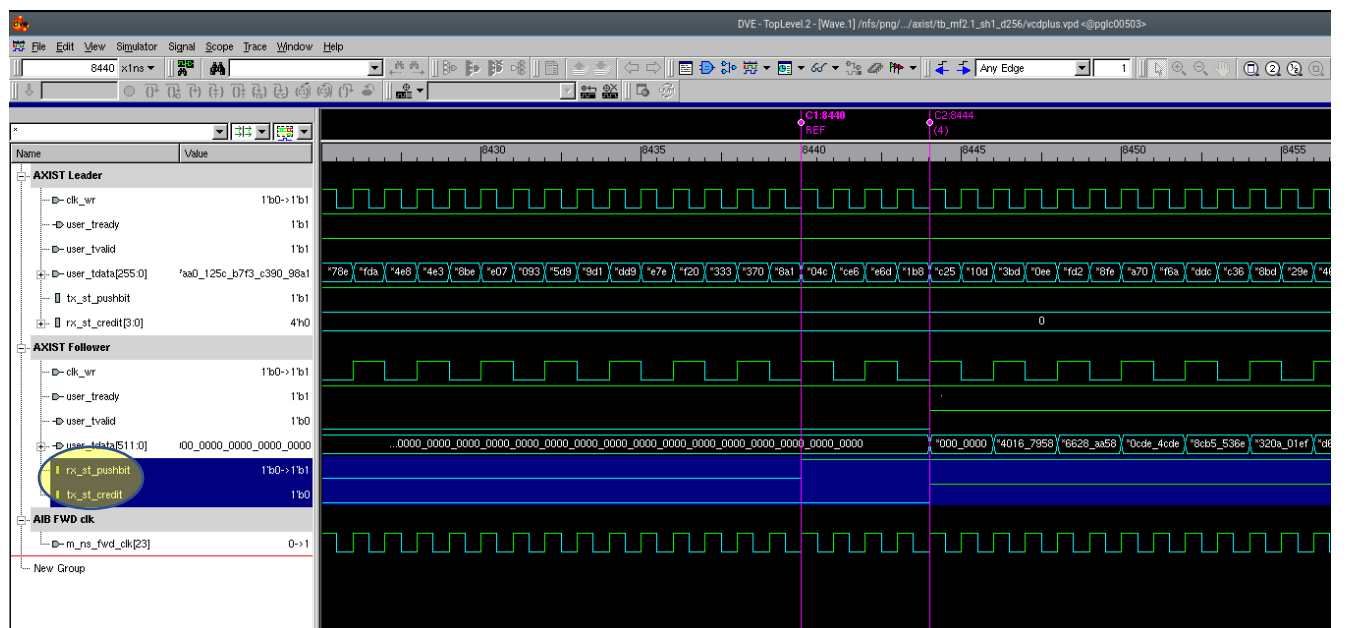 DVE - TopLevel.2 - [Wave.1] /nfs/png/.../axist/tb_mf2.1_sh1_d256/vcdplus.vpd <@pglc00503>
File Edit View Simulator Signal Scope Trace Window Help
8440 x1ns Any Edge 1
C1:8440 C2:8444
REF (4)
*
Name Value 8430 8435 8440 8445 8450 8455
AXIST Leader
clk_wr 1'b0->1'b1
user_tready 1'b1
user_tvalid 1'b1
user_tdata[255:0] 'aa0_125c_b7f3_c390_98a1 *78e *fda *4e8 *4e3 *8be *e07 *093 *5d9 *9d1 *dd9 *e7e *f20 *333 *370 *8a1 *04c *ce6 *e6d *1b8 *c25 *10d *3bd *0ee *fd2 *8fe *a70 *f6a *ddc *c36 *8bd *29e
tx_st_pushbit 1'b1
rx_st_credit[3:0] 4'h0 0
AXIST Follower
clk_wr 1'b0->1'b1
user_tready 1'b1
user_tvalid 1'b0
user_tdata[511:0] ...0000_0000_0000_0000_0000_0000_0000_0000_0000_0000_0000_0000_0000_0000_0000_0000_0000 *000_0000 *4016_7958 *6628_aa58 *0cde_4cde *8cb5_536e *320a_01ef
rx_st_pushbit 1'b0->1'b1
tx_st_credit 1'b0
AIB FWD clk
m_ns_fwd_clk[23] 0->1
New Group